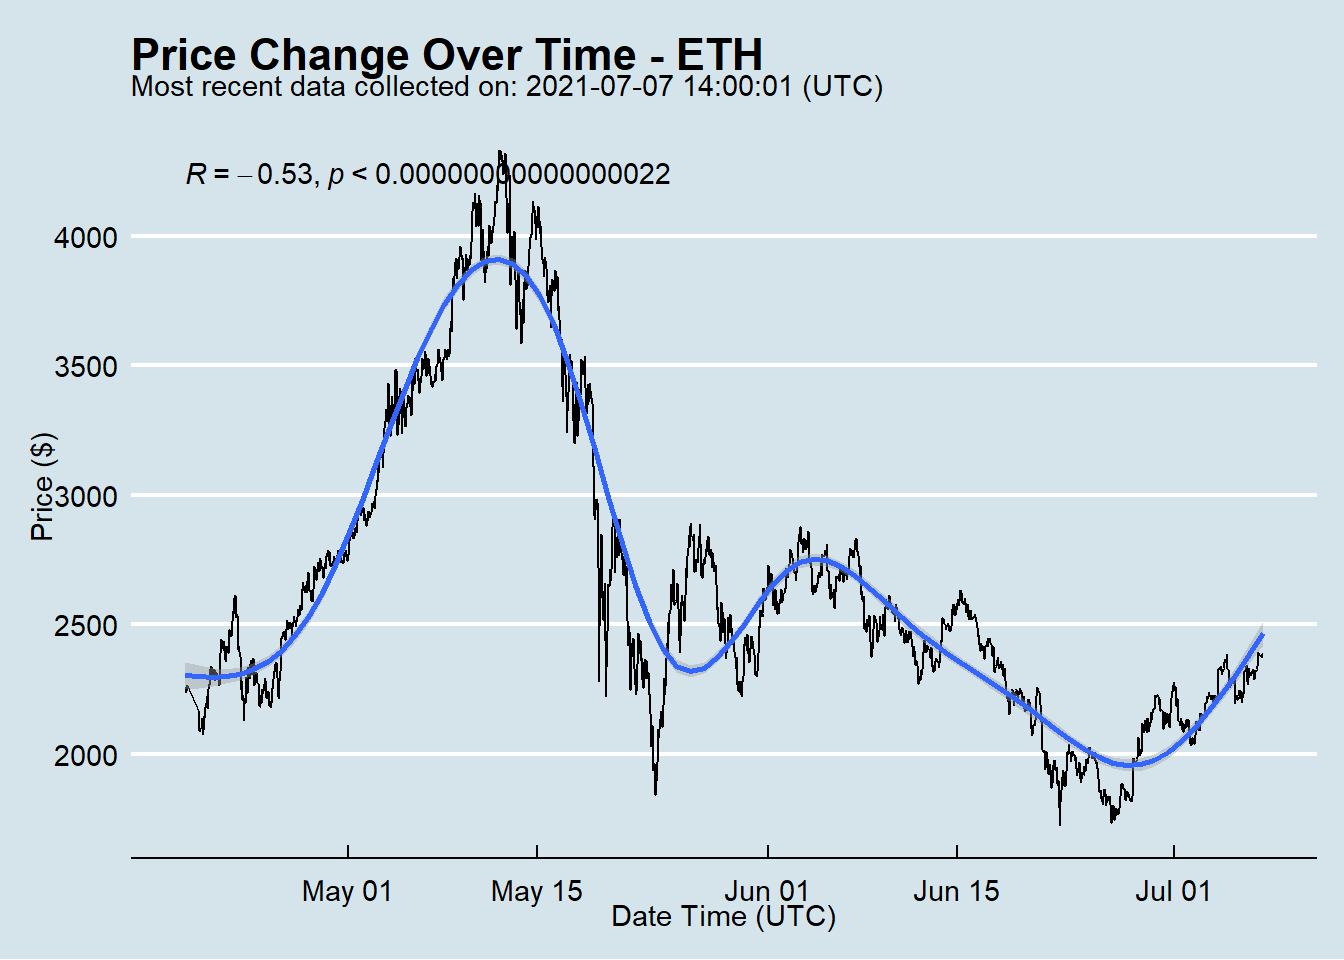 Price Change Over Time - ETH
Most recent data collected on: 2021-07-07 14:00:01 (UTC)
R = −0.53, p < 0.00000000000000022
4000
3500
3000
2500
2000
Price ($)
May 01
May 15
Jun 01
Jun 15
Jul 01
Date Time (UTC)